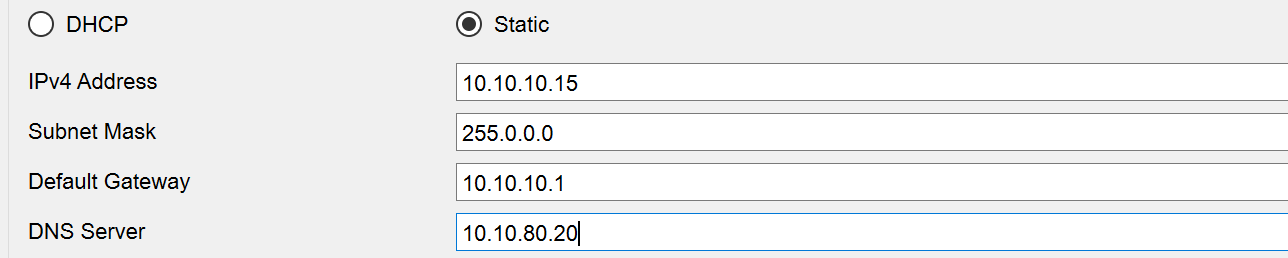 DHCP Static
IPv4 Address 10.10.10.15
Subnet Mask 255.0.0.0
Default Gateway 10.10.10.1
DNS Server 10.10.80.20